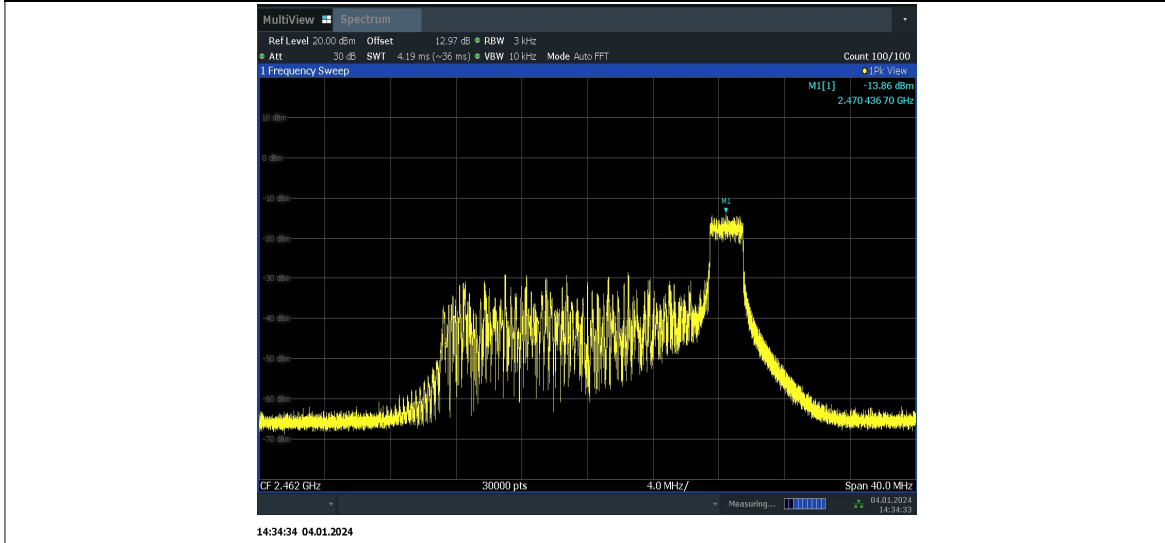 MultiView Spectrum
Ref Level 20.00 dBm Offset 12.97 dB RBW 3 kHz
Att 30 dB SWT 4.19 ms (~36 ms) VBW 10 kHz Mode Auto FFT Count 100/100
1 Frequency Sweep 1Pk View
M1[1] -13.86 dBm
2.470 436 70 GHz
10 dBm
0 dBm
-10 dBm
M1
-20 dBm
-30 dBm
-40 dBm
-50 dBm
-60 dBm
-70 dBm
CF 2.462 GHz 30000 pts 4.0 MHz/ Span 40.0 MHz
Measuring... 04.01.2024
14:34:33
14:34:34 04.01.2024